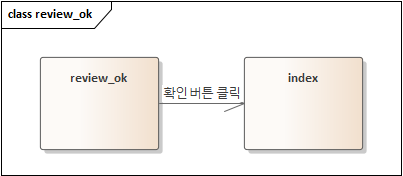 class review_ok
review_ok
확인 버튼 클릭
index